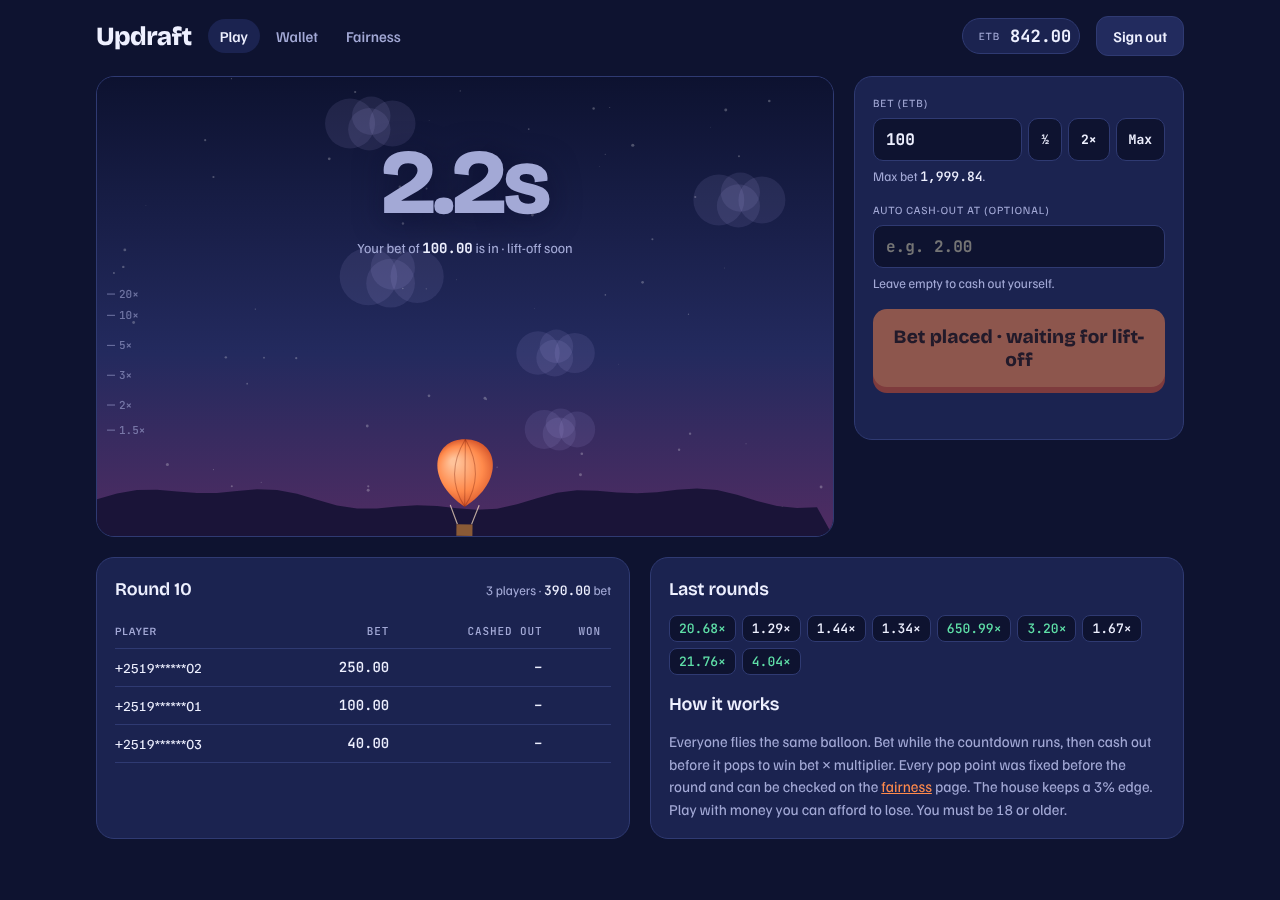 Updraft Play Wallet Fairness ETB 842.00 Sign out
2.2s
Your bet of 100.00 is in · lift-off soon
20×
10×
5×
3×
2×
1.5×
BET (ETB)
100 ½ 2× Max
Max bet 1,999.84.
AUTO CASH-OUT AT (OPTIONAL)
e.g. 2.00
Leave empty to cash out yourself.
Bet placed · waiting for lift-
off
Round 10 3 players · 390.00 bet
PLAYER BET CASHED OUT WON
+2519******02 250.00 –
+2519******01 100.00 –
+2519******03 40.00 –
Last rounds
20.68× 1.29× 1.44× 1.34× 650.99× 3.20× 1.67×
21.76× 4.04×
How it works
Everyone flies the same balloon. Bet while the countdown runs, then cash out
before it pops to win bet × multiplier. Every pop point was fixed before the
round and can be checked on the fairness page. The house keeps a 3% edge.
Play with money you can afford to lose. You must be 18 or older.